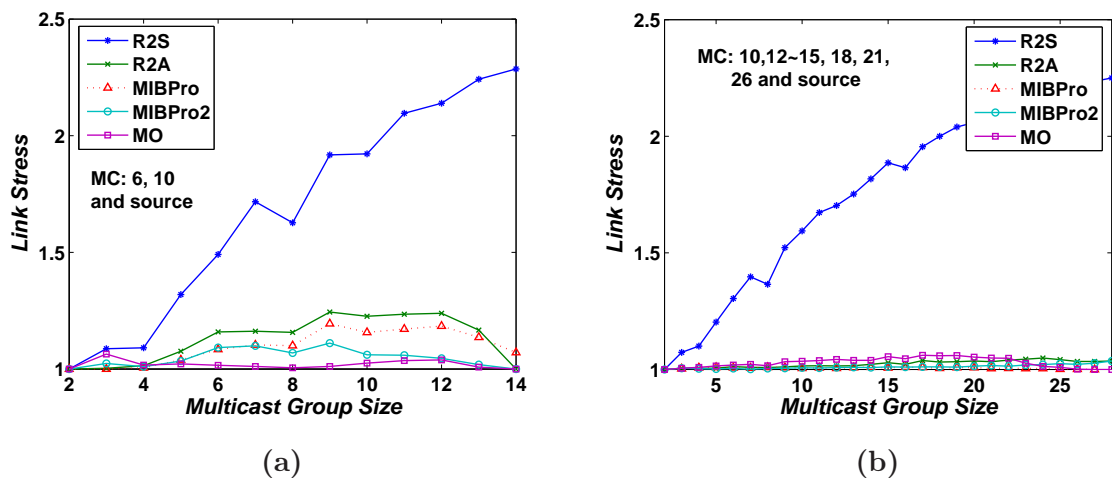 2.5
R2S
R2A
MIBPro
MIBPro2
MO
2
MC: 6, 10
and source
1.5
1
Link Stress
2 4 6 8 10 12 14
Multicast Group Size
(a)
2.5
MC: 10,12~15, 18, 21,
26 and source
R2S
R2A
MIBPro
MIBPro2
MO
2
1.5
1
Link Stress
5 10 15 20 25
Multicast Group Size
(b)